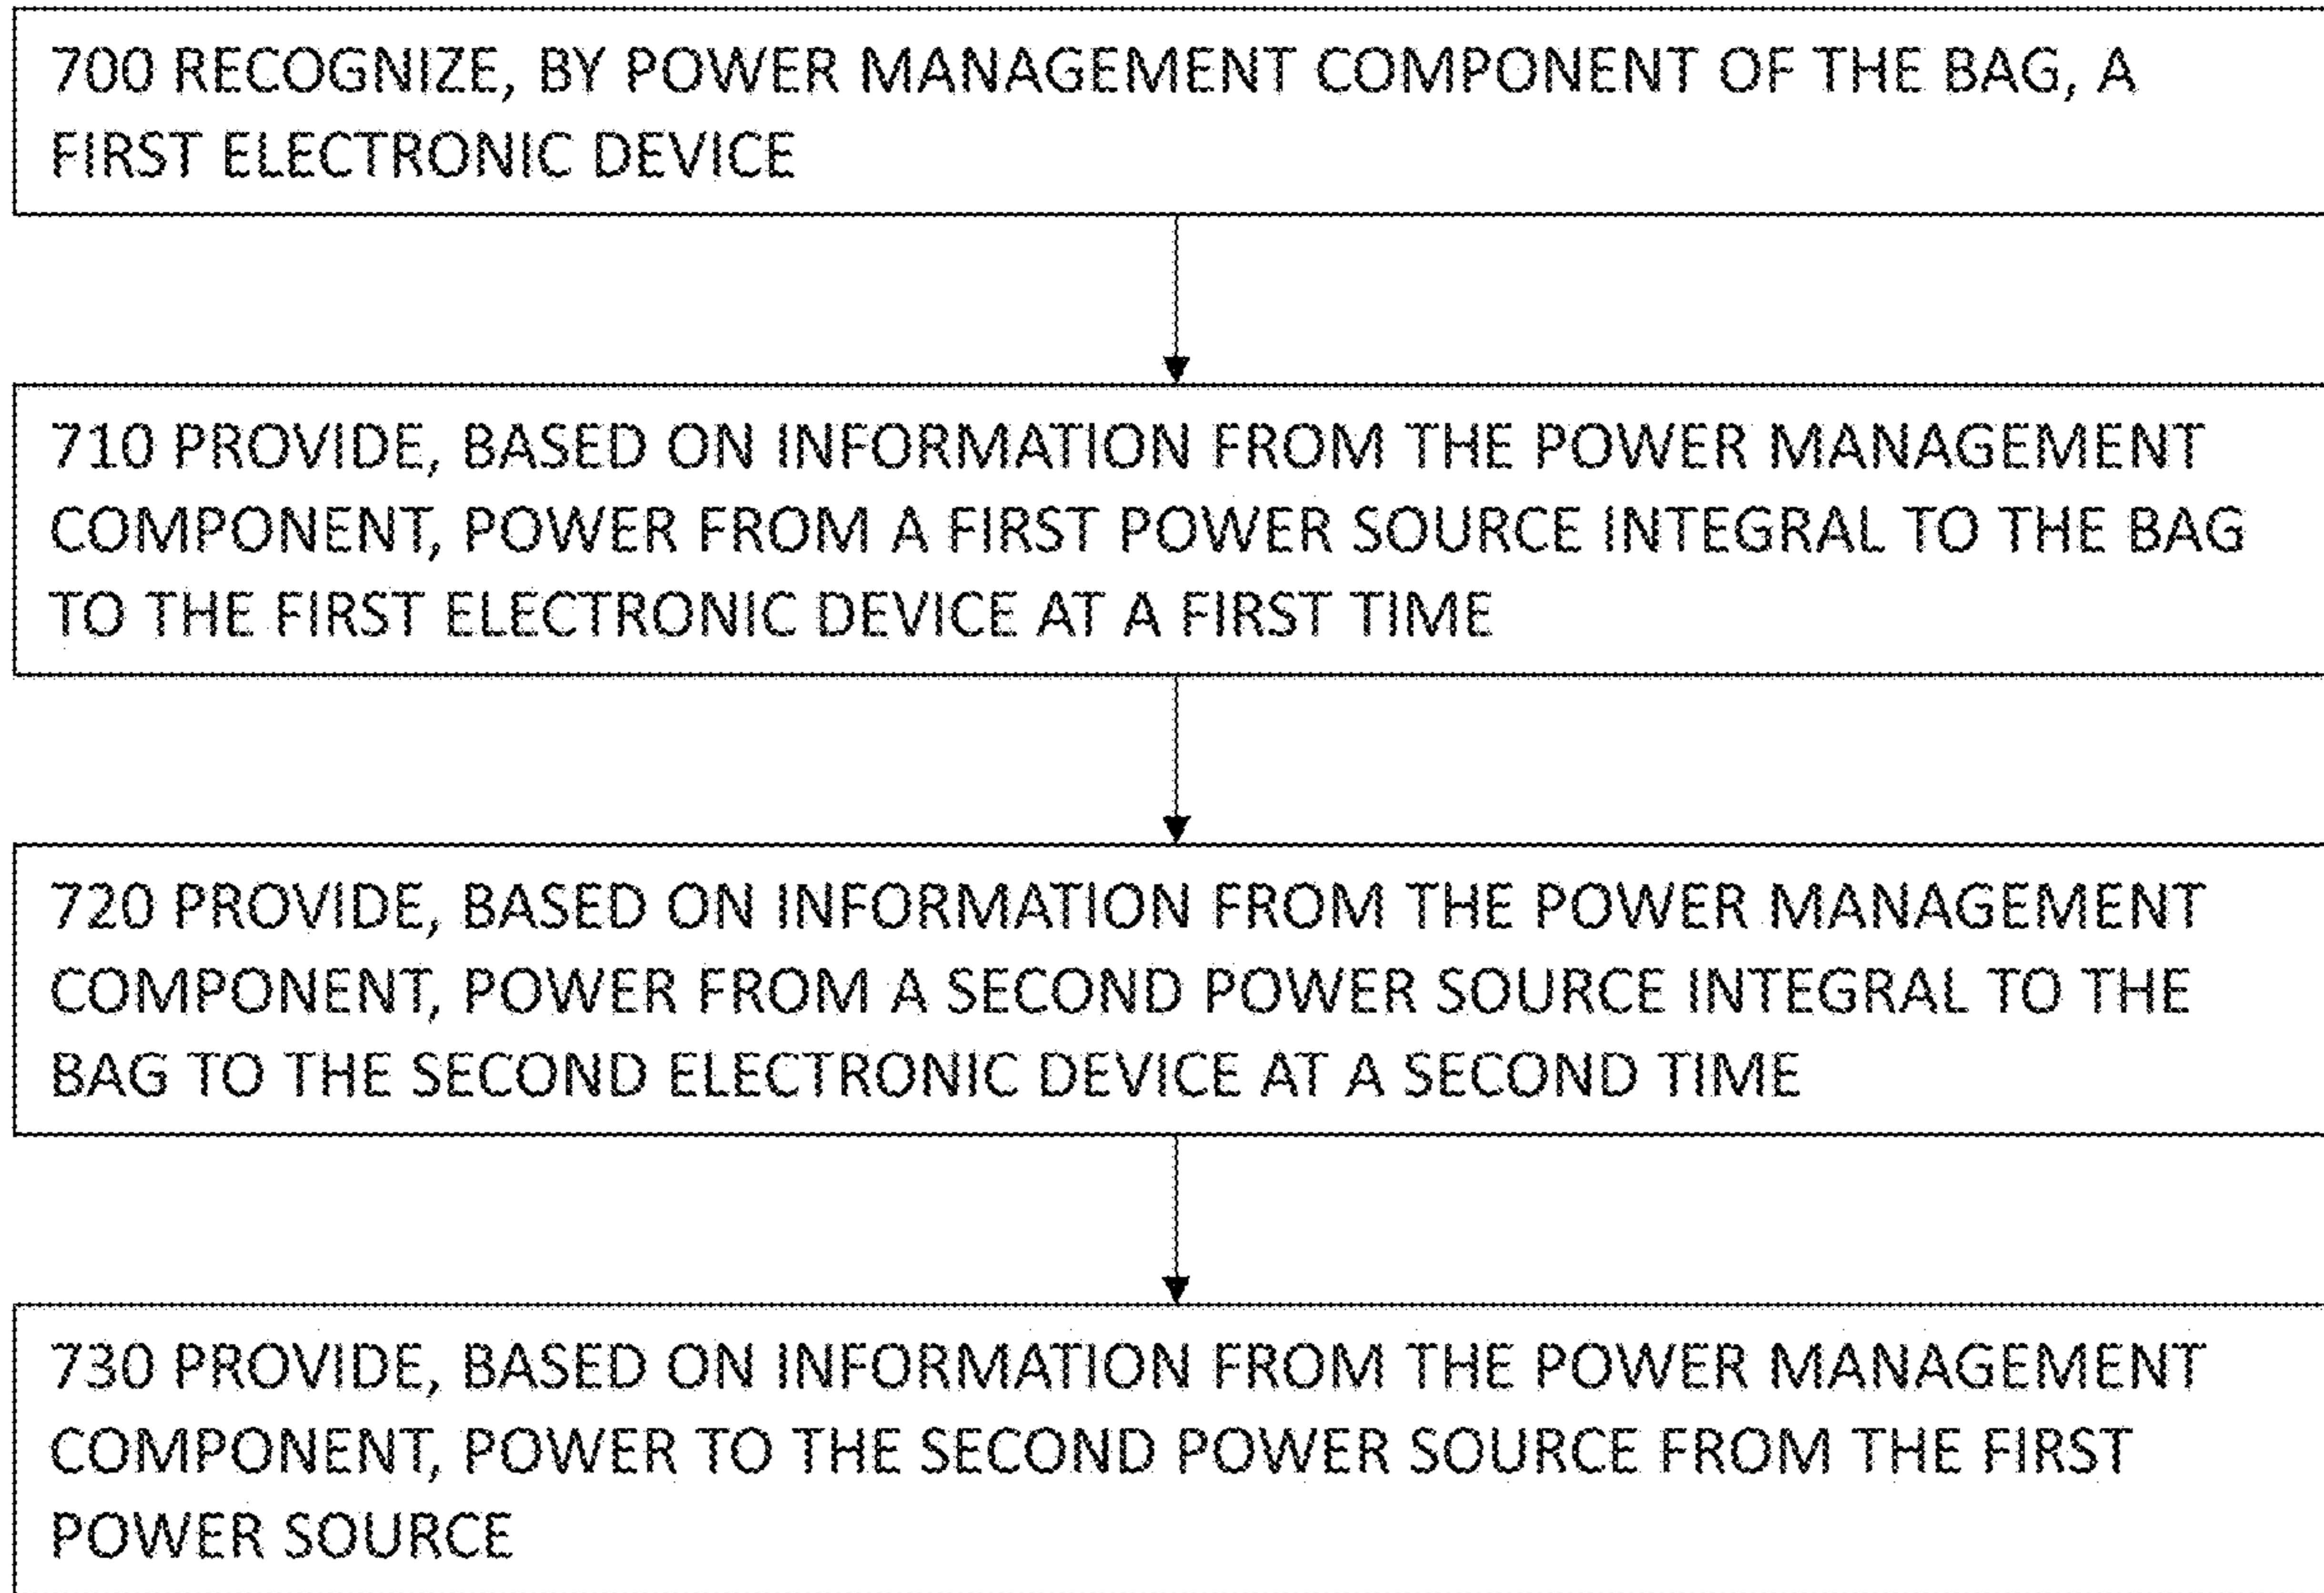 700 RECOGNIZE, BY POWER MANAGEMENT COMPONENT OF THE BAG, A
FIRST ELECTRONIC DEVICE
710 PROVIDE, BASED ON INFORMATION FROM THE POWER MANAGEMENT
COMPONENT, POWER FROM A FIRST POWER SOURCE INTEGRAL TO THE BAG
TO THE FIRST ELECTRONIC DEVICE AT A FIRST TIME
720 PROVIDE, BASED ON INFORMATION FROM THE POWER MANAGEMENT
COMPONENT, POWER FROM A SECOND POWER SOURCE INTEGRAL TO THE
BAG TO THE SECOND ELECTRONIC DEVICE AT A SECOND TIME
730 PROVIDE, BASED ON INFORMATION FROM THE POWER MANAGEMENT
COMPONENT, POWER TO THE SECOND POWER SOURCE FROM THE FIRST
POWER SOURCE